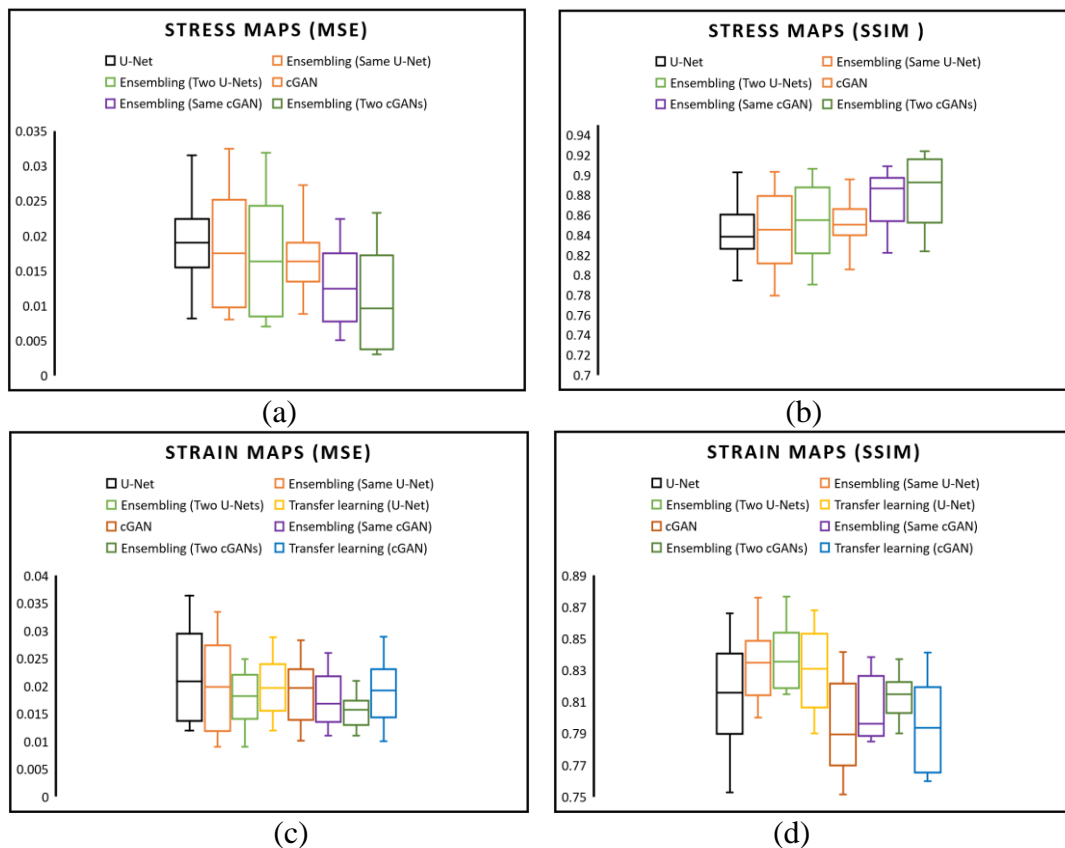 STRESS MAPS (MSE)
U-Net Ensembling (Same U-Net)
Ensembling (Two U-Nets) cGAN
Ensembling (Same cGAN) Ensembling (Two cGANs)
0.035
0.03
0.025
0.02
0.015
0.01
0.005
0
(a)
STRESS MAPS (SSIM )
U-Net Ensembling (Same U-Net)
Ensembling (Two U-Nets) cGAN
Ensembling (Same cGAN) Ensembling (Two cGANs)
0.94
0.92
0.9
0.88
0.86
0.84
0.82
0.8
0.78
0.76
0.74
0.72
0.7
(b)
STRAIN MAPS (MSE)
U-Net Ensembling (Same U-Net)
Ensembling (Two U-Nets) Transfer learning (U-Net)
cGAN Ensembling (Same cGAN)
Ensembling (Two cGANs) Transfer learning (cGAN)
0.04
0.035
0.03
0.025
0.02
0.015
0.01
0.005
0
(c)
STRAIN MAPS (SSIM)
U-Net Ensembling (Same U-Net)
Ensembling (Two U-Nets) Transfer learning (U-Net)
cGAN Ensembling (Same cGAN)
Ensembling (Two cGANs) Transfer learning (cGAN)
0.89
0.87
0.85
0.83
0.81
0.79
0.77
0.75
(d)